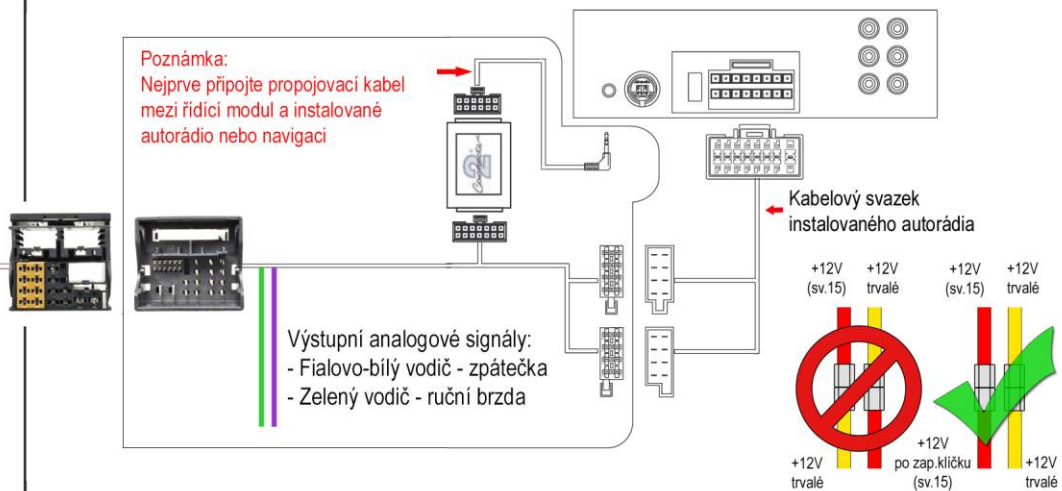 Poznámka:
Nejprve připojte propojovací kabel
mezi řídící modul a instalované
autorádio nebo navigaci
2
Connects
Kabelový svazek
instalovaného autorádia
Výstupní analogové signály:
- Fialovo-bílý vodič - zpátečka
- Zelený vodič - ruční brzda
+12V
(sv.15)
+12V
trvalé
+12V
(sv.15)
+12V
trvalé
+12V
trvalé
+12V
po zap.klíčku
(sv.15)
+12V
trvalé